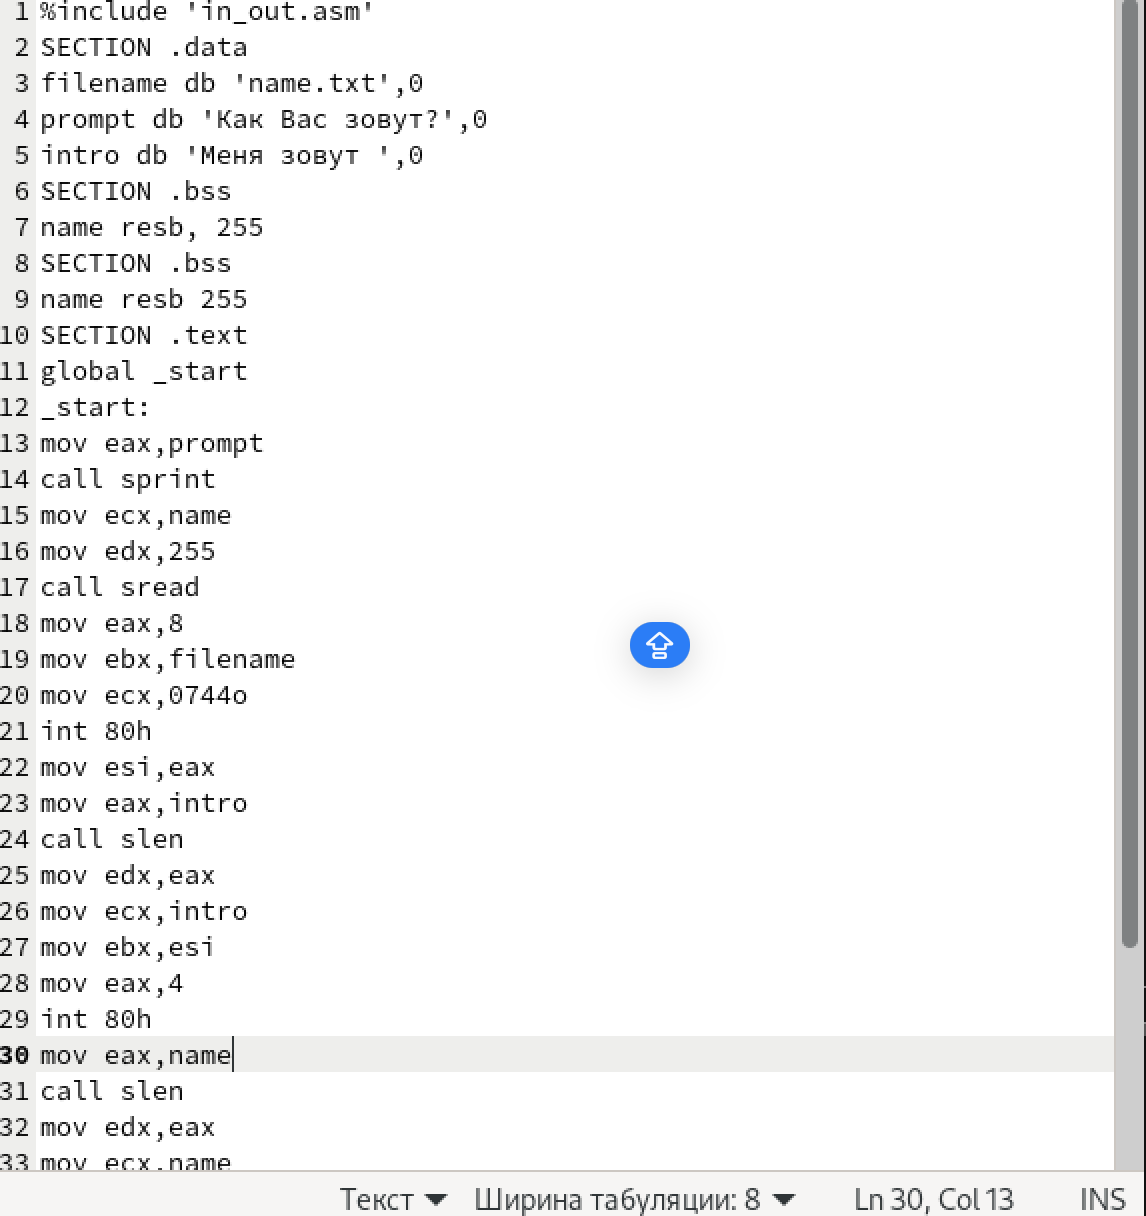 1 %include 'in_out.asm'
2 SECTION .data
3 filename db 'name.txt',0
4 prompt db 'Как Вас зовут?',0
5 intro db 'Меня зовут ',0
6 SECTION .bss
7 name resb, 255
8 SECTION .bss
9 name resb 255
10 SECTION .text
11 global _start
12 _start:
13 mov eax,prompt
14 call sprint
15 mov ecx,name
16 mov edx,255
17 call sread
18 mov eax,8
19 mov ebx,filename
20 mov ecx,0744o
21 int 80h
22 mov esi,eax
23 mov eax,intro
24 call slen
25 mov edx,eax
26 mov ecx,intro
27 mov ebx,esi
28 mov eax,4
29 int 80h
30 mov eax,name
31 call slen
32 mov edx,eax
33 mov ecx,name
Текст Ширина табуляции: 8 Ln 30, Col 13 INS